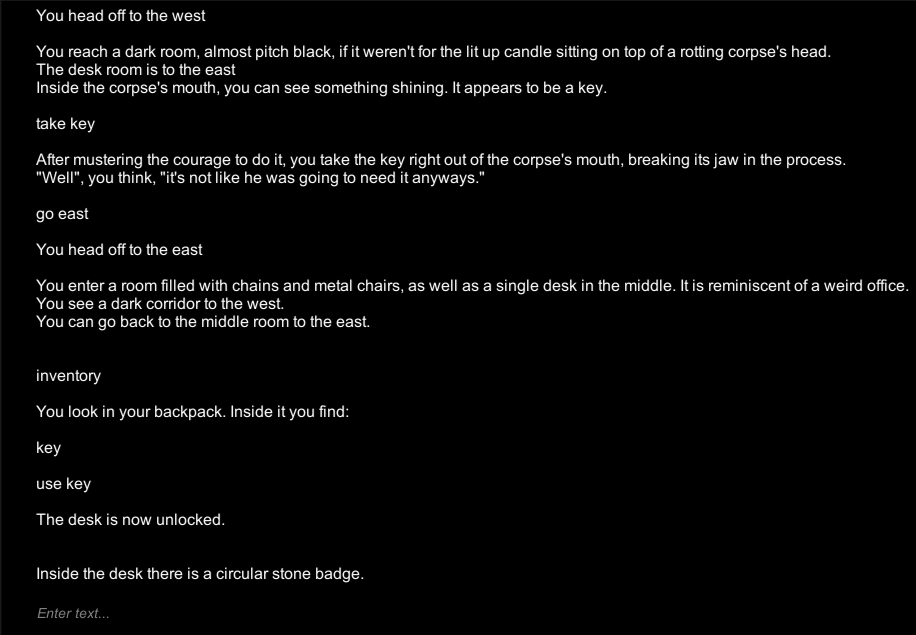 You head off to the west
You reach a dark room, almost pitch black, if it weren't for the lit up candle sitting on top of a rotting corpse's head.
The desk room is to the east
Inside the corpse's mouth, you can see something shining. It appears to be a key.
take key
After mustering the courage to do it, you take the key right out of the corpse's mouth, breaking its jaw in the process.
"Well", you think, "it's not like he was going to need it anyways."
go east
You head off to the east
You enter a room filled with chains and metal chairs, as well as a single desk in the middle. It is reminiscent of a weird office.
You see a dark corridor to the west.
You can go back to the middle room to the east.
inventory
You look in your backpack. Inside it you find:
key
use key
The desk is now unlocked.
Inside the desk there is a circular stone badge.
Enter text...